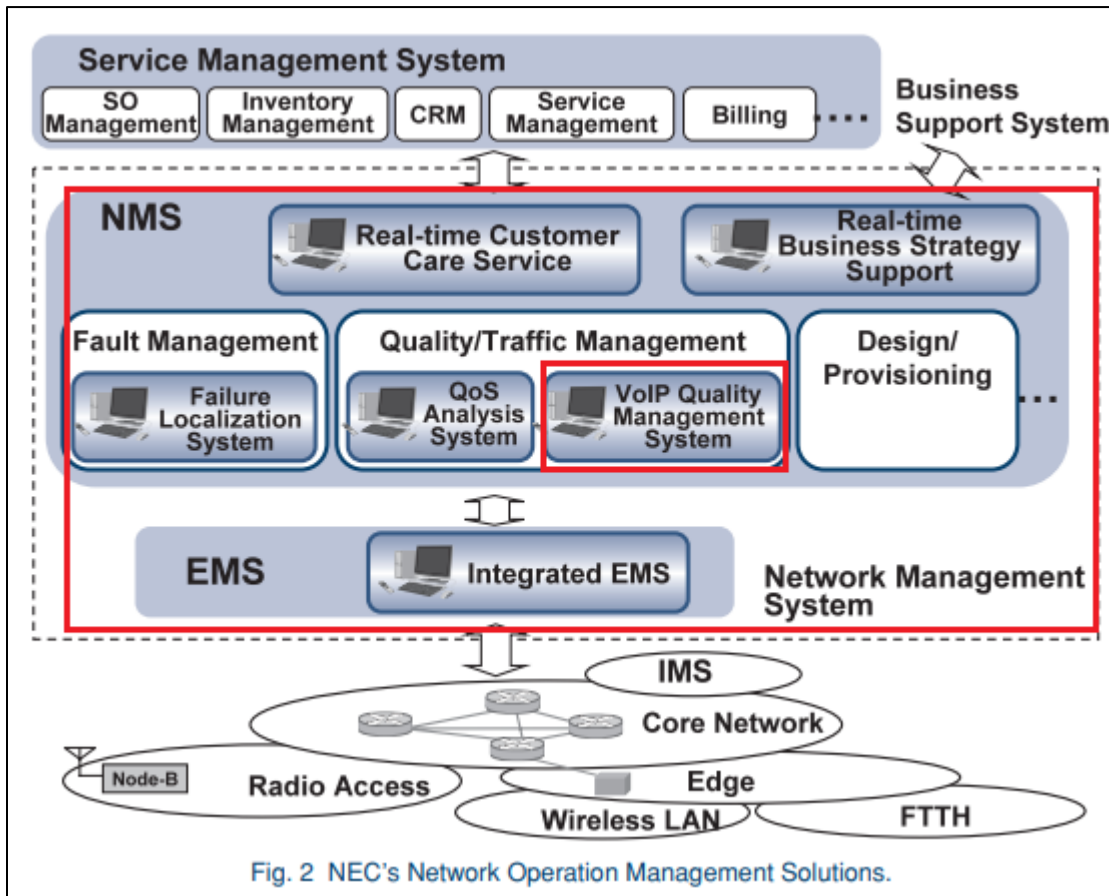 Service Management System
SO
Management
Inventory
Management
CRM
Service
Management
Billing
....
Business
Support System
NMS
Real-time Customer
Care Service
Real-time
Business Strategy
Support
Fault Management
Failure
Localization
System
Quality/Traffic Management
QoS
Analysis
System
VoIP Quality
Management
System
Design/
Provisioning
...
EMS
Integrated EMS
Network Management
System
IMS
Core Network
Node-B
Radio Access
Edge
Wireless LAN
FTTH
Fig. 2 NEC's Network Operation Management Solutions.